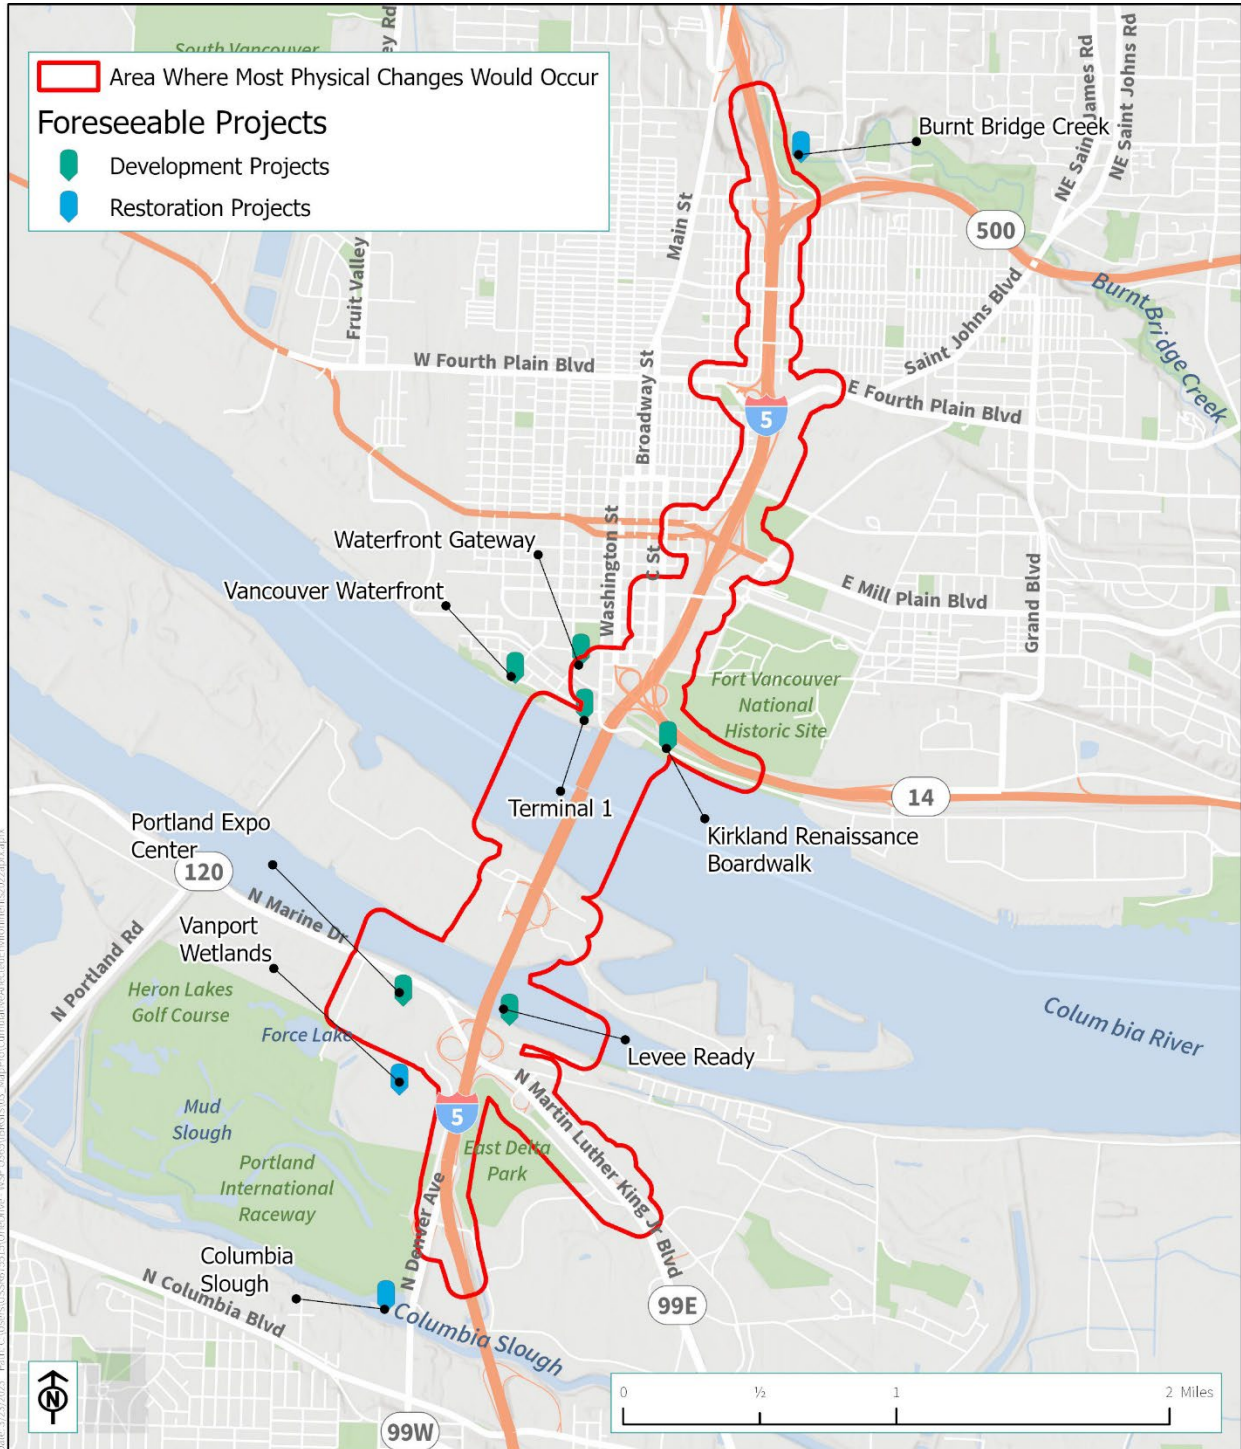 South Vancouver
ey Rd
Area Where Most Physical Changes Would Occur
Foreseeable Projects
Development Projects
Restoration Projects
Burnt Bridge Creek
NE Saint James Rd
NE Saint Johns Rd
Main St
500
Fruit Valley
Burnt Bridge Creek
Saint Johns Blvd
W Fourth Plain Blvd
Broadway St
E Fourth Plain Blvd
5
Waterfront Gateway
Washington St
C St
Vancouver Waterfront
E Mill Plain Blvd
Grand Blvd
Fort Vancouver
National
Historic Site
14
Terminal 1
Kirkland Renaissance
Boardwalk
Portland Expo
Center
120
N Marine Dr
N Portland Rd
Vanport
Wetlands
Heron Lakes
Golf Course
Force Lake
Columbia River
Levee Ready
N Martin Luther King Jr Blvd
5
Mud
Slough
East Delta
Park
Portland
International
Raceway
N Denver Ave
Columbia
Slough
N Columbia Blvd
Columbia Slough
99E
99W
N
0 ½ 1 2 Miles